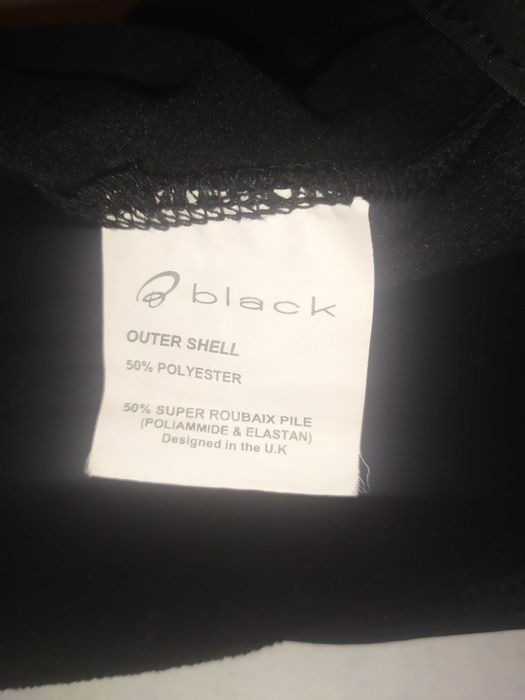 black
OUTER SHELL
50% POLYESTER
50% SUPER ROUBAIX PILE
(POLIAMMIDE & ELASTAN)
Designed in the U.K